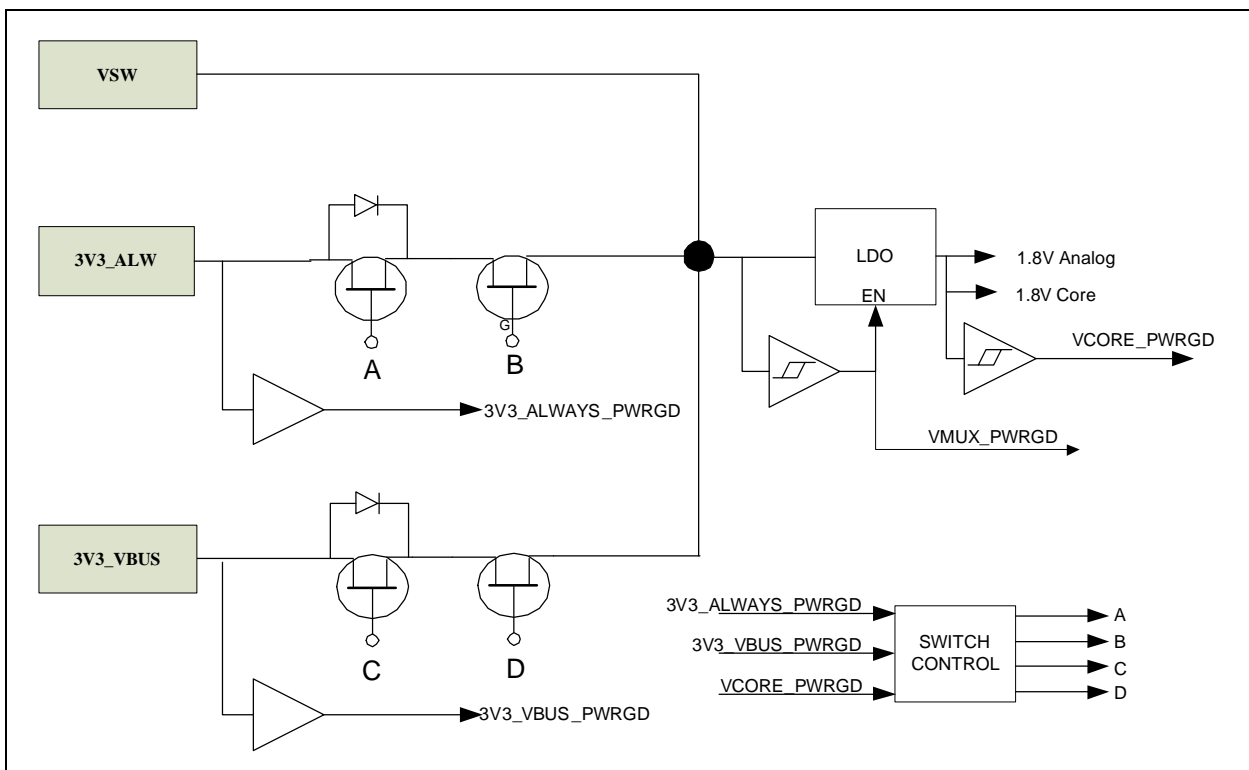 VSW
3V3_ALW
LDO
EN
1.8V Analog
1.8V Core
G
A
B
VCORE_PWRGD
3V3_ALWAYS_PWRGD
VMUX_PWRGD
3V3_VBUS
C
D
3V3_VBUS_PWRGD
3V3_ALWAYS_PWRGD
3V3_VBUS_PWRGD
VCORE_PWRGD
SWITCH
CONTROL
A
B
C
D